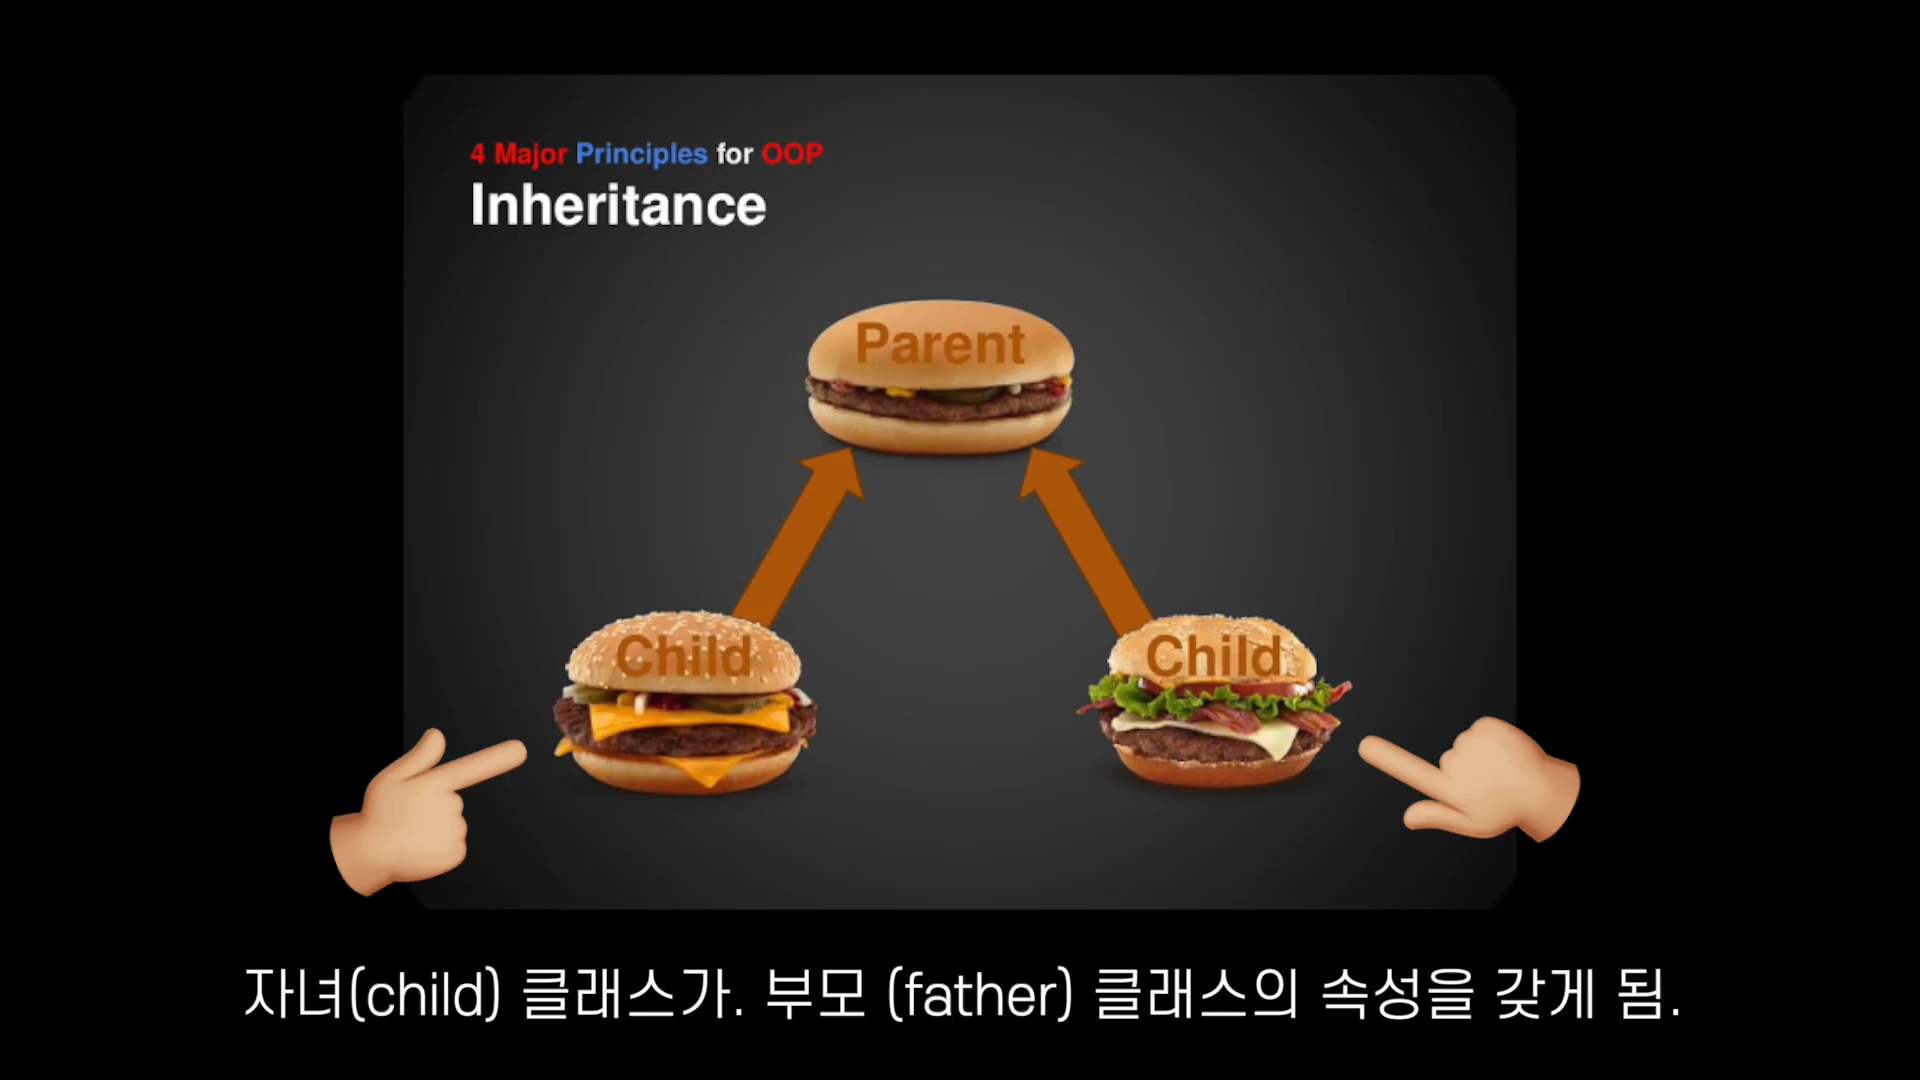 4 Major Principles for OOP
Inheritance
Parent
Child
Child
자녀(child) 클래스가. 부모 (father) 클래스의 속성을 갖게 됨.